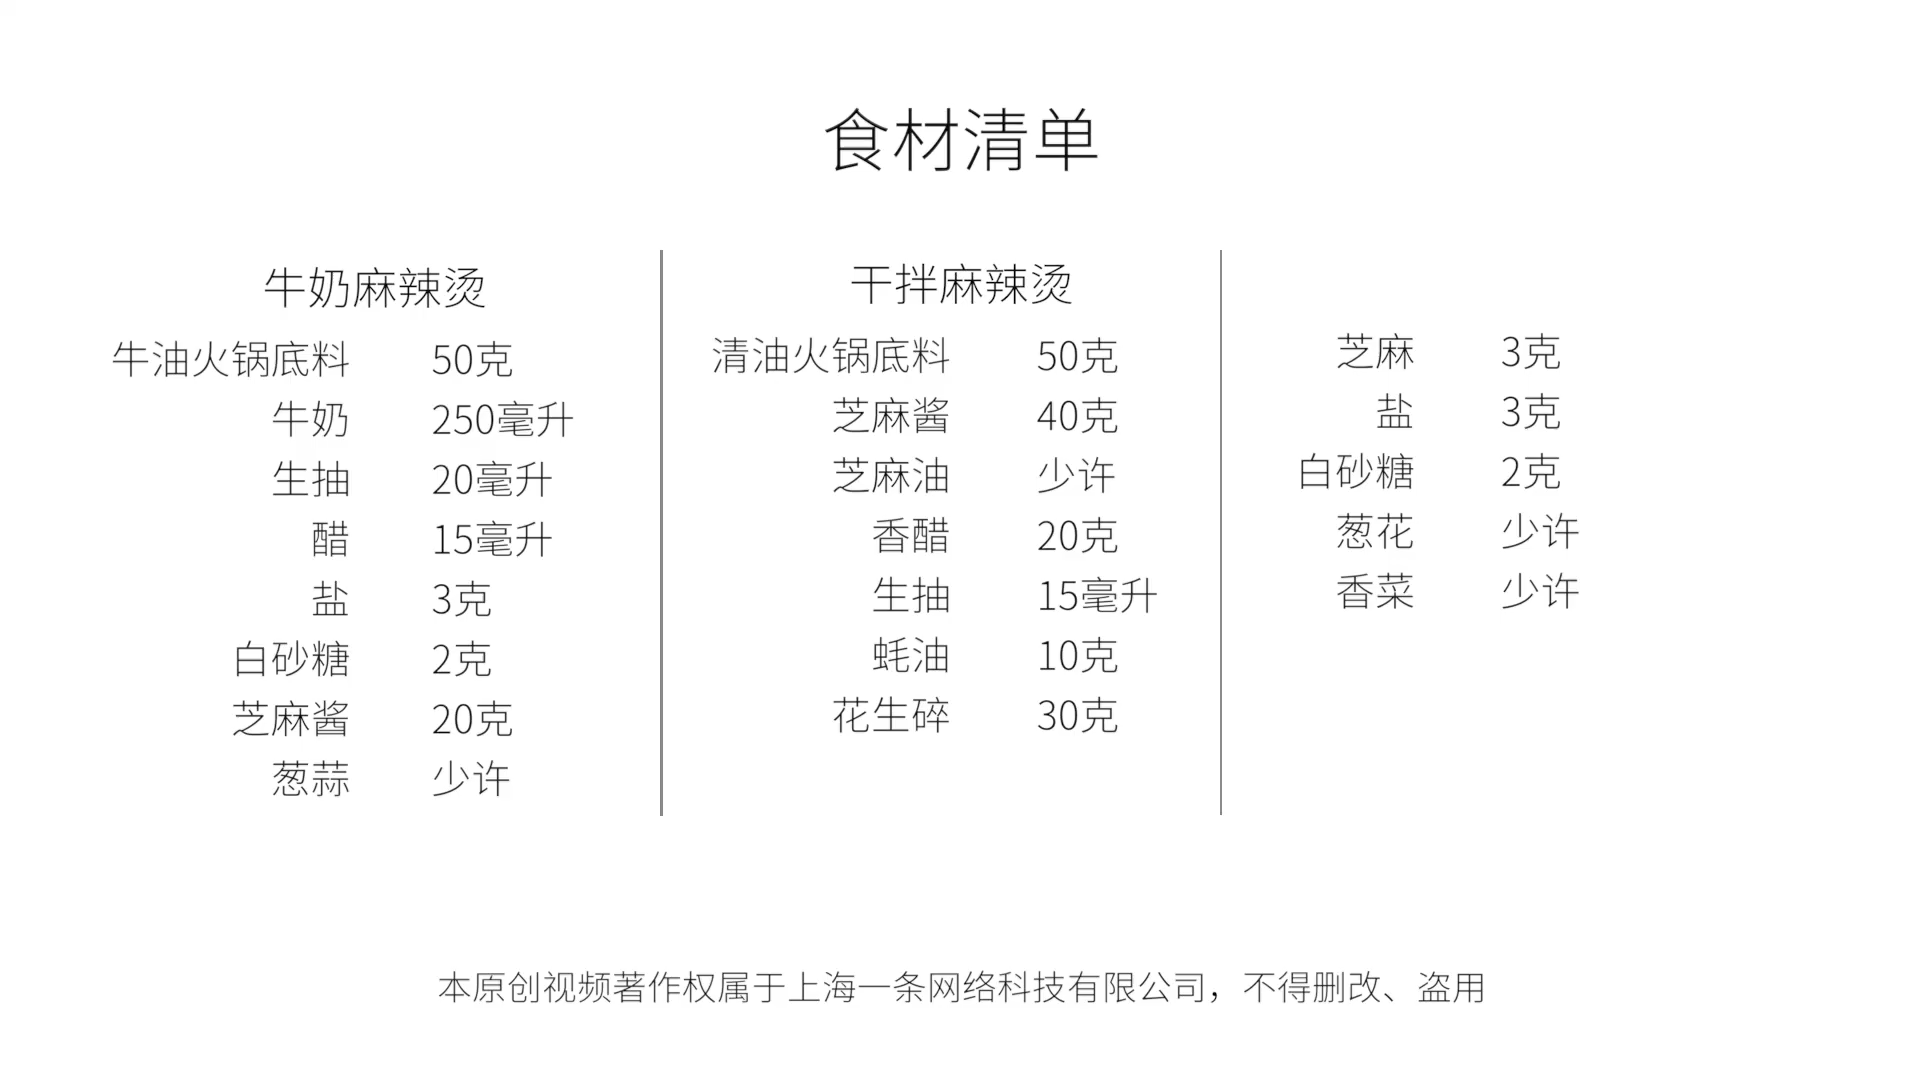 食材清单
牛奶麻辣烫
牛油火锅底料 50克
牛奶 250毫升
生抽 20毫升
醋 15毫升
盐 3克
白砂糖 2克
芝麻酱 20克
葱蒜 少许
干拌麻辣烫
清油火锅底料 50克
芝麻酱 40克
芝麻油 少许
香醋 20克
生抽 15毫升
蚝油 10克
花生碎 30克
芝麻 3克
盐 3克
白砂糖 2克
葱花 少许
香菜 少许
本原创视频著作权属于上海一条网络科技有限公司，不得删改、盗用